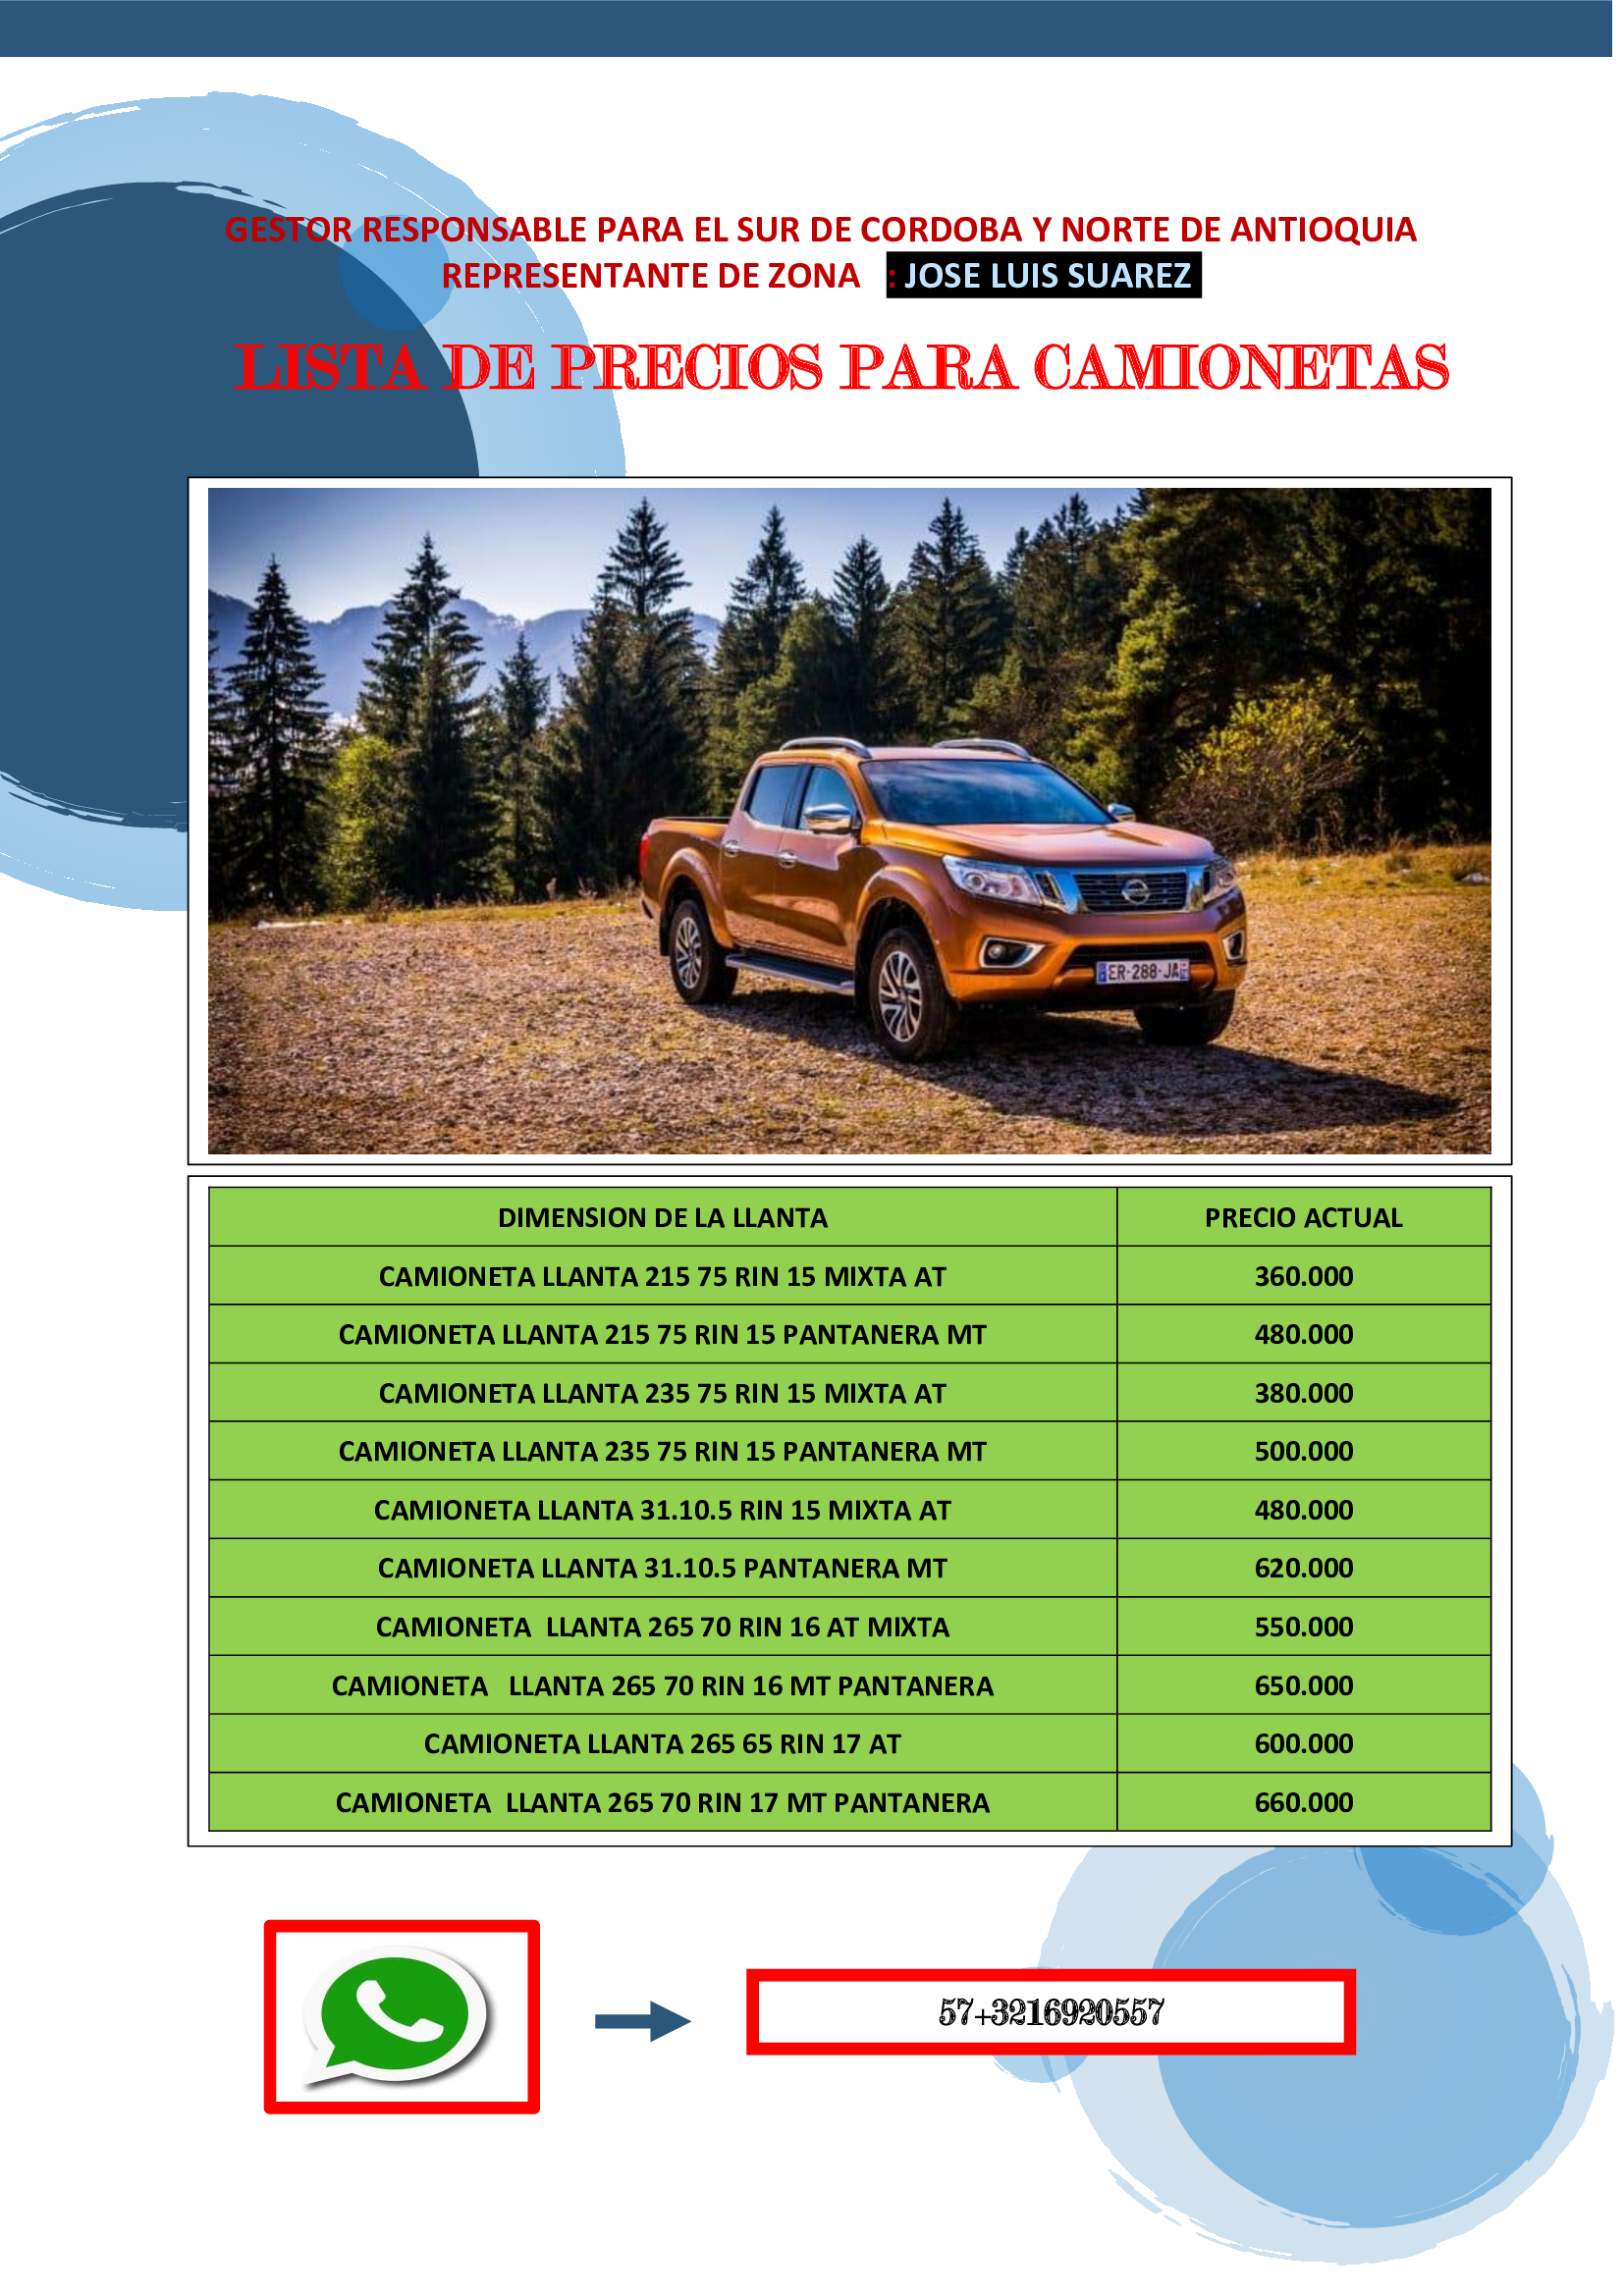 GESTOR RESPONSABLE PARA EL SUR DE CORDOBA Y NORTE DE ANTIOQUIA
REPRESENTANTE DE ZONA : JOSE LUIS SUAREZ
LISTA DE PRECIOS PARA CAMIONETAS
ER-288-JA
DIMENSION DE LA LLANTA PRECIO ACTUAL
CAMIONETA LLANTA 215 75 RIN 15 MIXTA AT 360.000
CAMIONETA LLANTA 215 75 RIN 15 PANTANERA MT 480.000
CAMIONETA LLANTA 235 75 RIN 15 MIXTA AT 380.000
CAMIONETA LLANTA 235 75 RIN 15 PANTANERA MT 500.000
CAMIONETA LLANTA 31.10.5 RIN 15 MIXTA AT 480.000
CAMIONETA LLANTA 31.10.5 PANTANERA MT 620.000
CAMIONETA LLANTA 265 70 RIN 16 AT MIXTA 550.000
CAMIONETA LLANTA 265 70 RIN 16 MT PANTANERA 650.000
CAMIONETA LLANTA 265 65 RIN 17 AT 600.000
CAMIONETA LLANTA 265 70 RIN 17 MT PANTANERA 660.000
57+3216920557